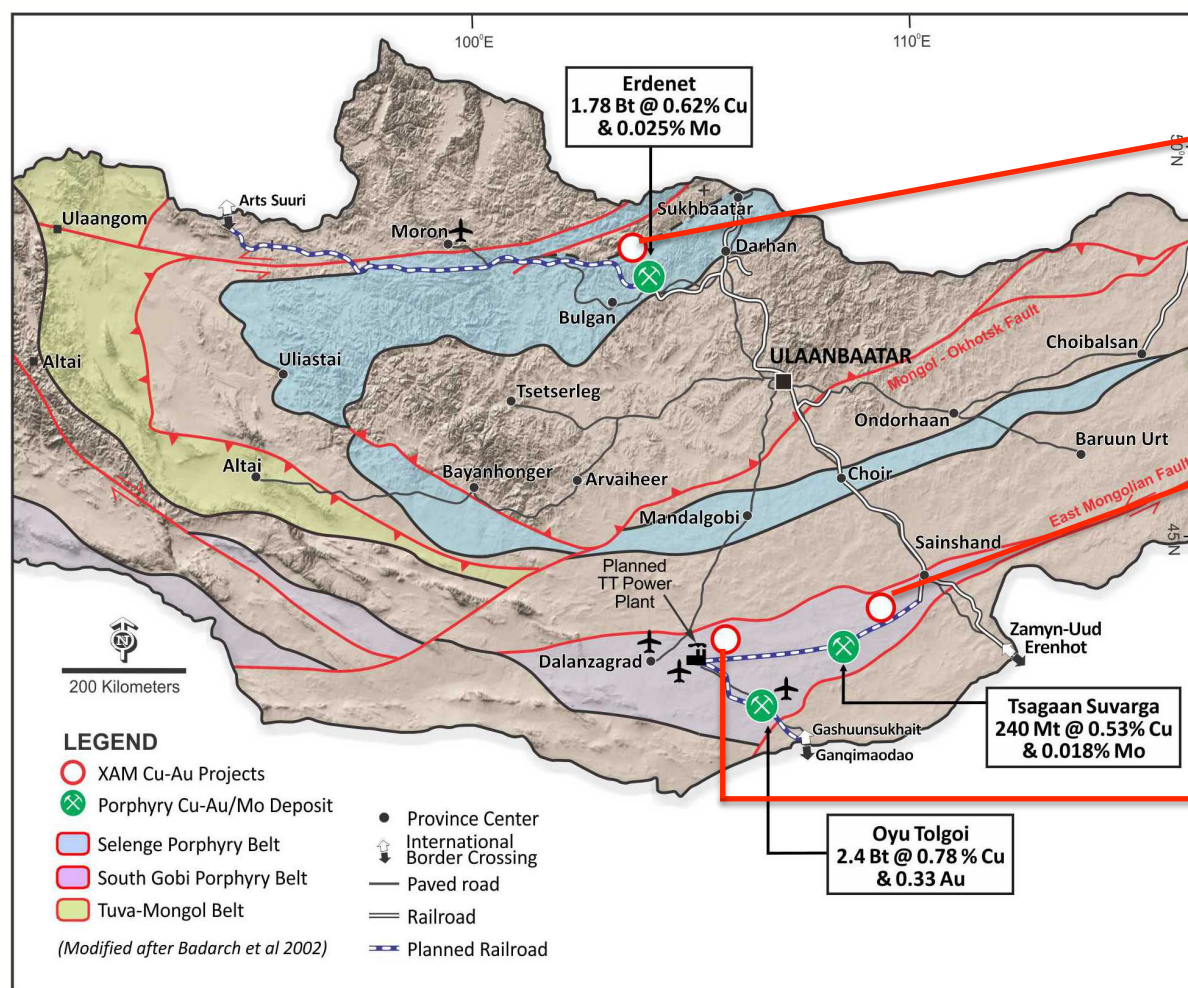 100°E
110°E
Erdenet
1.78 Bt @ 0.62% Cu
& 0.025% Mo
50°N
Arts Suuri
Ulaangom
Moron
Sukhbaatar
Darhan
Bulgan
Altai
Uliastai
ULAANBAATAR
Mongol - Okhotsk Fault
Choibalsan
Tsetserleg
Ondorhaan
Baruun Urt
Altai
Bayanhonger
Arvaiheer
Choir
Mandalgobi
East Mongolian Fault
45°N
Sainshand
Planned
TT Power
Plant
N
200 Kilometers
Dalanzagrad
Zamyn-Uud
Erenhot
Tsagaan Suvarga
240 Mt @ 0.53% Cu
& 0.018% Mo
Gashuunsukhait
Ganqimaodao
Oyu Tolgoi
2.4 Bt @ 0.78 % Cu
& 0.33 Au
LEGEND
XAM Cu-Au Projects
Porphyry Cu-Au/Mo Deposit
Selenge Porphyry Belt
South Gobi Porphyry Belt
Tuva-Mongol Belt
(Modified after Badarch et al 2002)
Province Center
International
Border Crossing
Paved road
Railroad
Planned Railroad